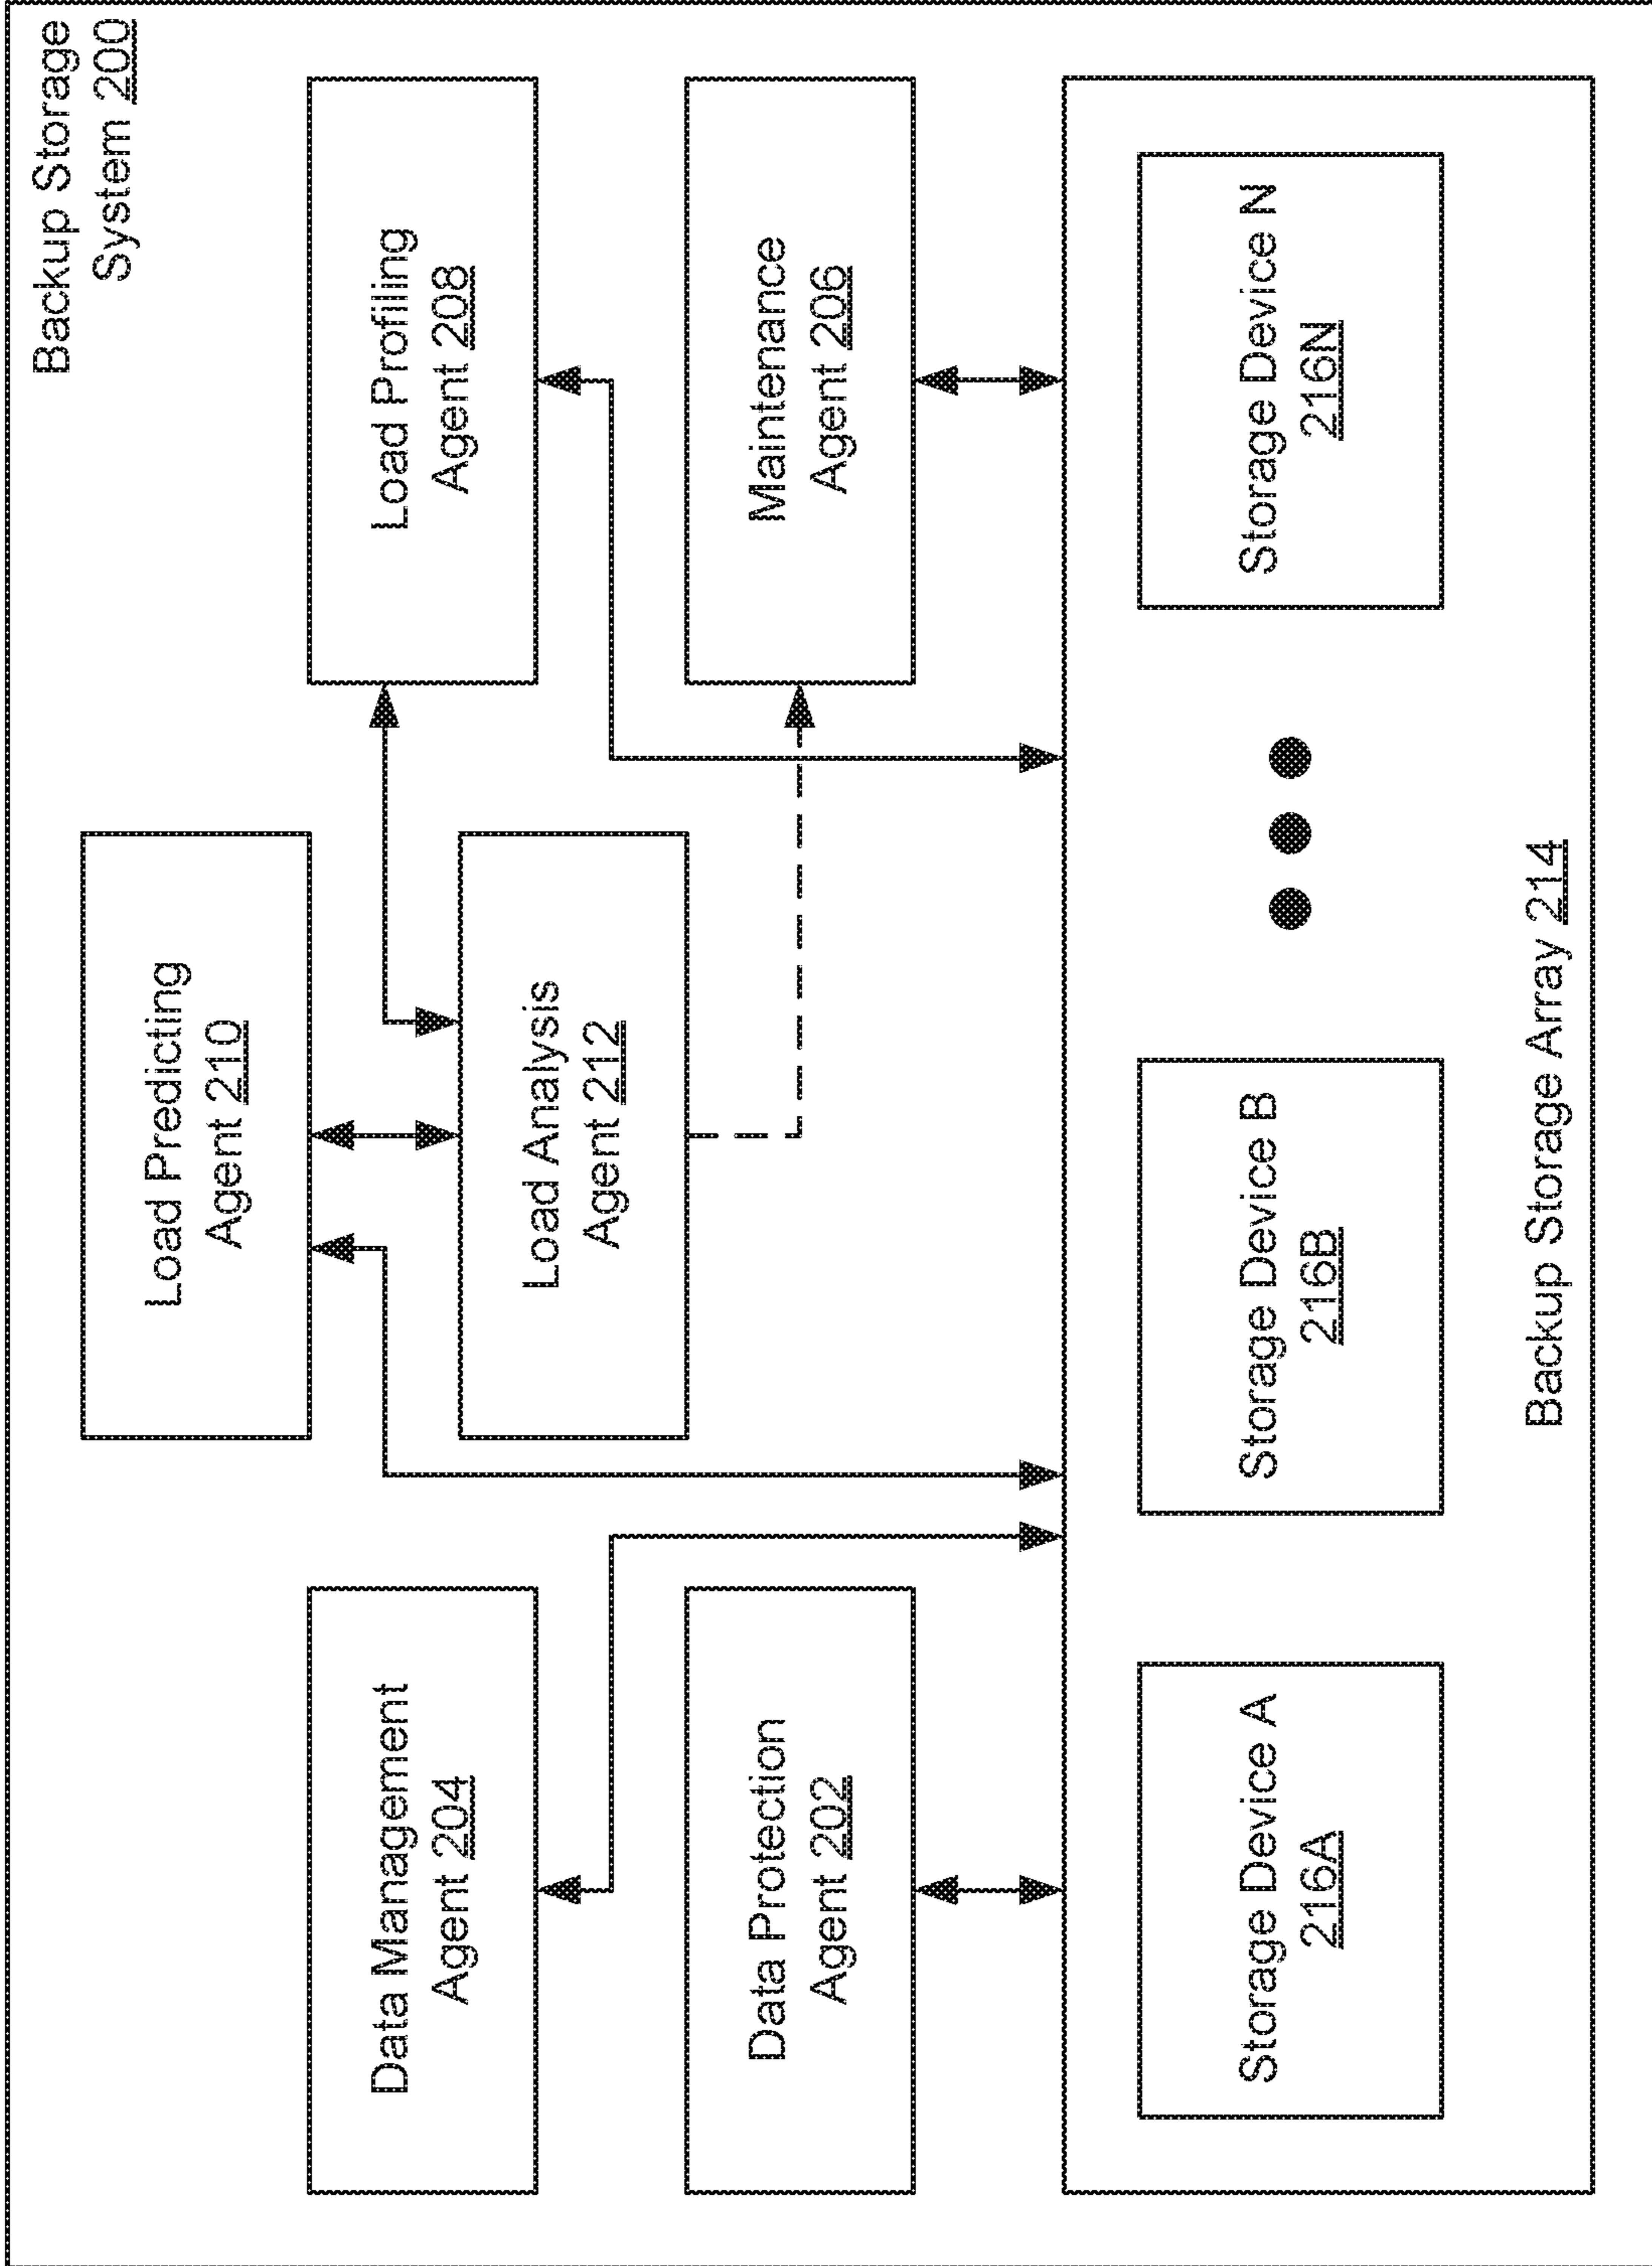 Backup Storage
System 200
Load Predicting
Agent 210
Data Management
Agent 204
Load Profiling
Agent 208
Load Analysis
Agent 212
Data Protection
Agent 202
Maintenance
Agent 206
Storage Device A
216A
Storage Device B
216B
Storage Device N
216N
Backup Storage Array 214